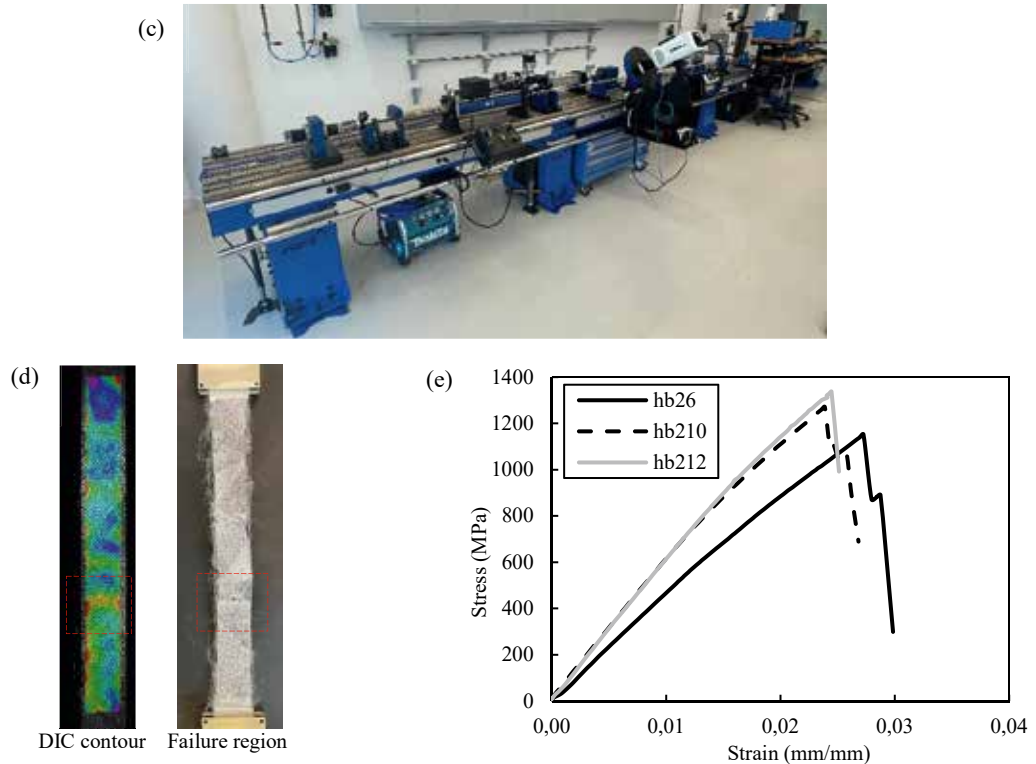 (c)
(d)
DIC contour
Failure region
(e)
1400
1200
1000
800
600
400
200
0
0,00
0,01
0,02
0,03
0,04
Stress (MPa)
Strain (mm/mm)
hb26
hb210
hb212